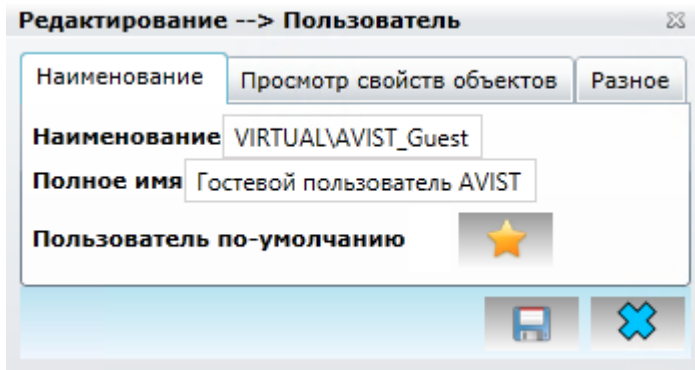 Редактирование --> Пользователь
Наименование Просмотр свойств объектов Разное
Наименование VIRTUAL\AVIST_Guest
Полное имя Гостевой пользователь AVIST
Пользователь по-умолчанию